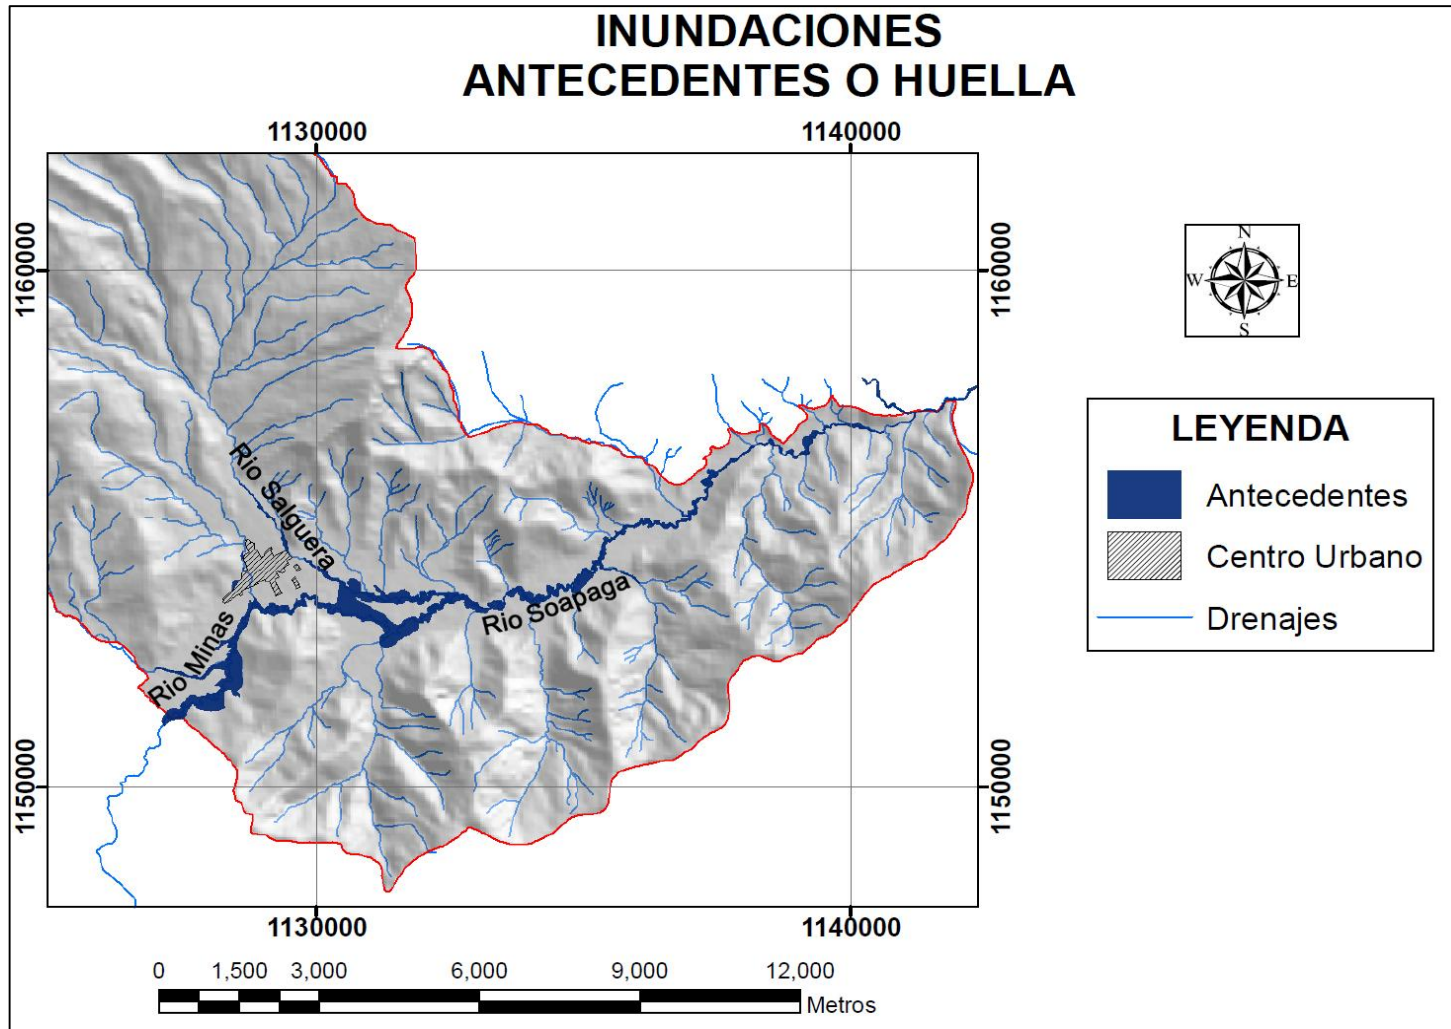 INUNDACIONES
ANTECEDENTES O HUELLA
1130000 1140000
1160000 1160000
N
W E
S
LEYENDA
Antecedentes
Centro Urbano
Drenajes
Rio Salguera
Rio Soapaga
Rio Minas
1150000 1150000
1130000 1140000
0 1,500 3,000 6,000 9,000 12,000
Metros